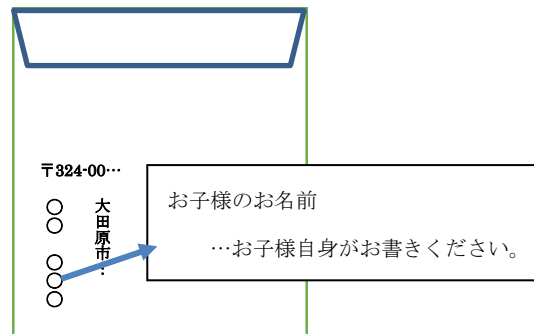 〒324-00…
大田原市…
○○ ○○○
お子様のお名前
…お子様自身がお書きください。